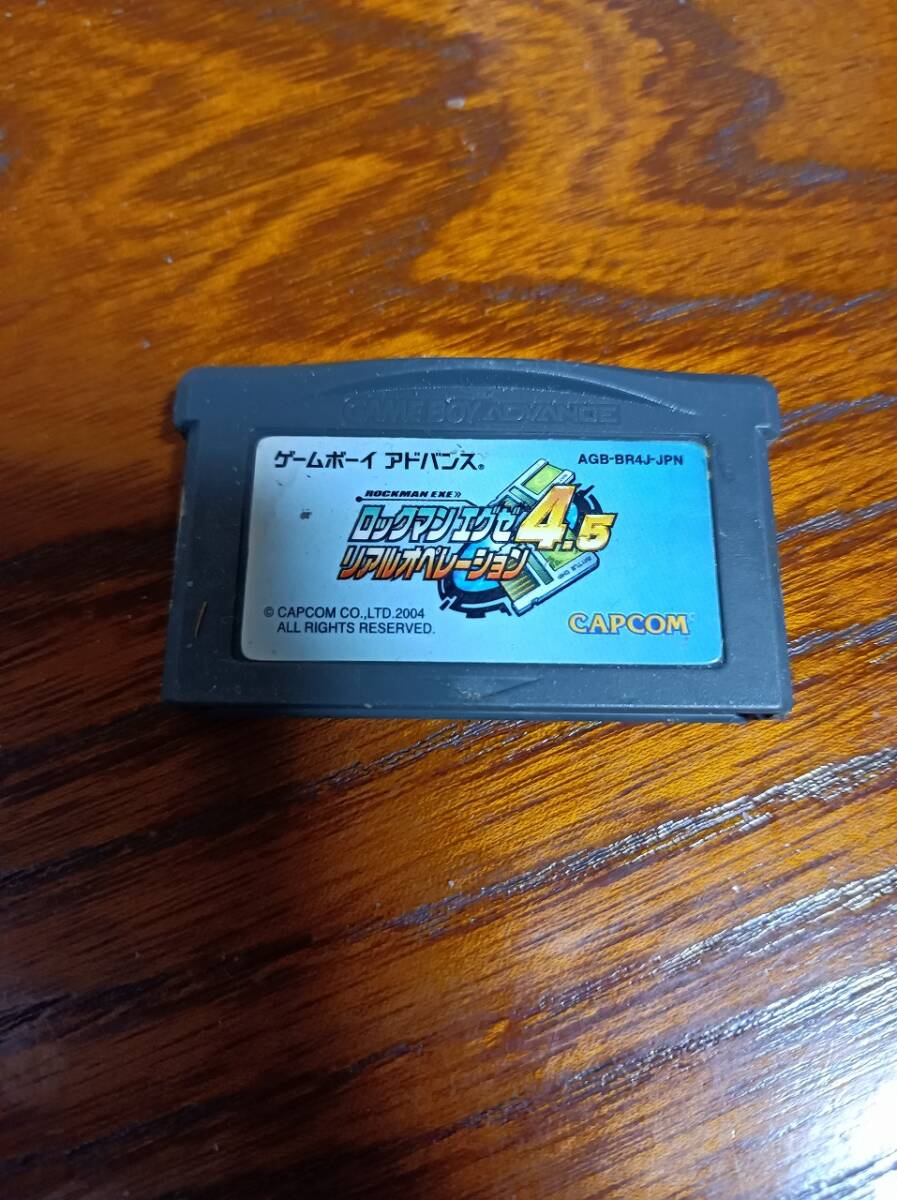 GAME BOY ADVANCE
ゲームボーイ アドバンス®
AGB-BR4J-JPN
ROCKMAN EXE
ロックマンエグゼ4.5
リアルオペレーション
BATTLE CHIP
© CAPCOM CO.,LTD.2004
ALL RIGHTS RESERVED.
CAPCOM